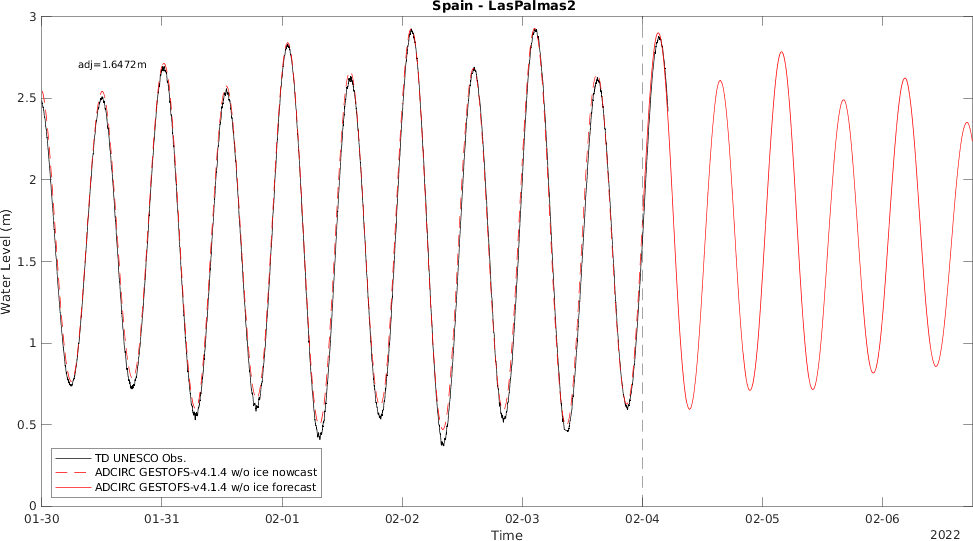 Spain - LasPalmas2
3
adj=1.6472m
2.5
2
1.5
1
0.5
0
Water Level (m)
TD UNESCO Obs.
ADCIRC GESTOFS-v4.1.4 w/o ice nowcast
ADCIRC GESTOFS-v4.1.4 w/o ice forecast
01-30 01-31 02-01 02-02 02-03 02-04 02-05 02-06
Time
2022